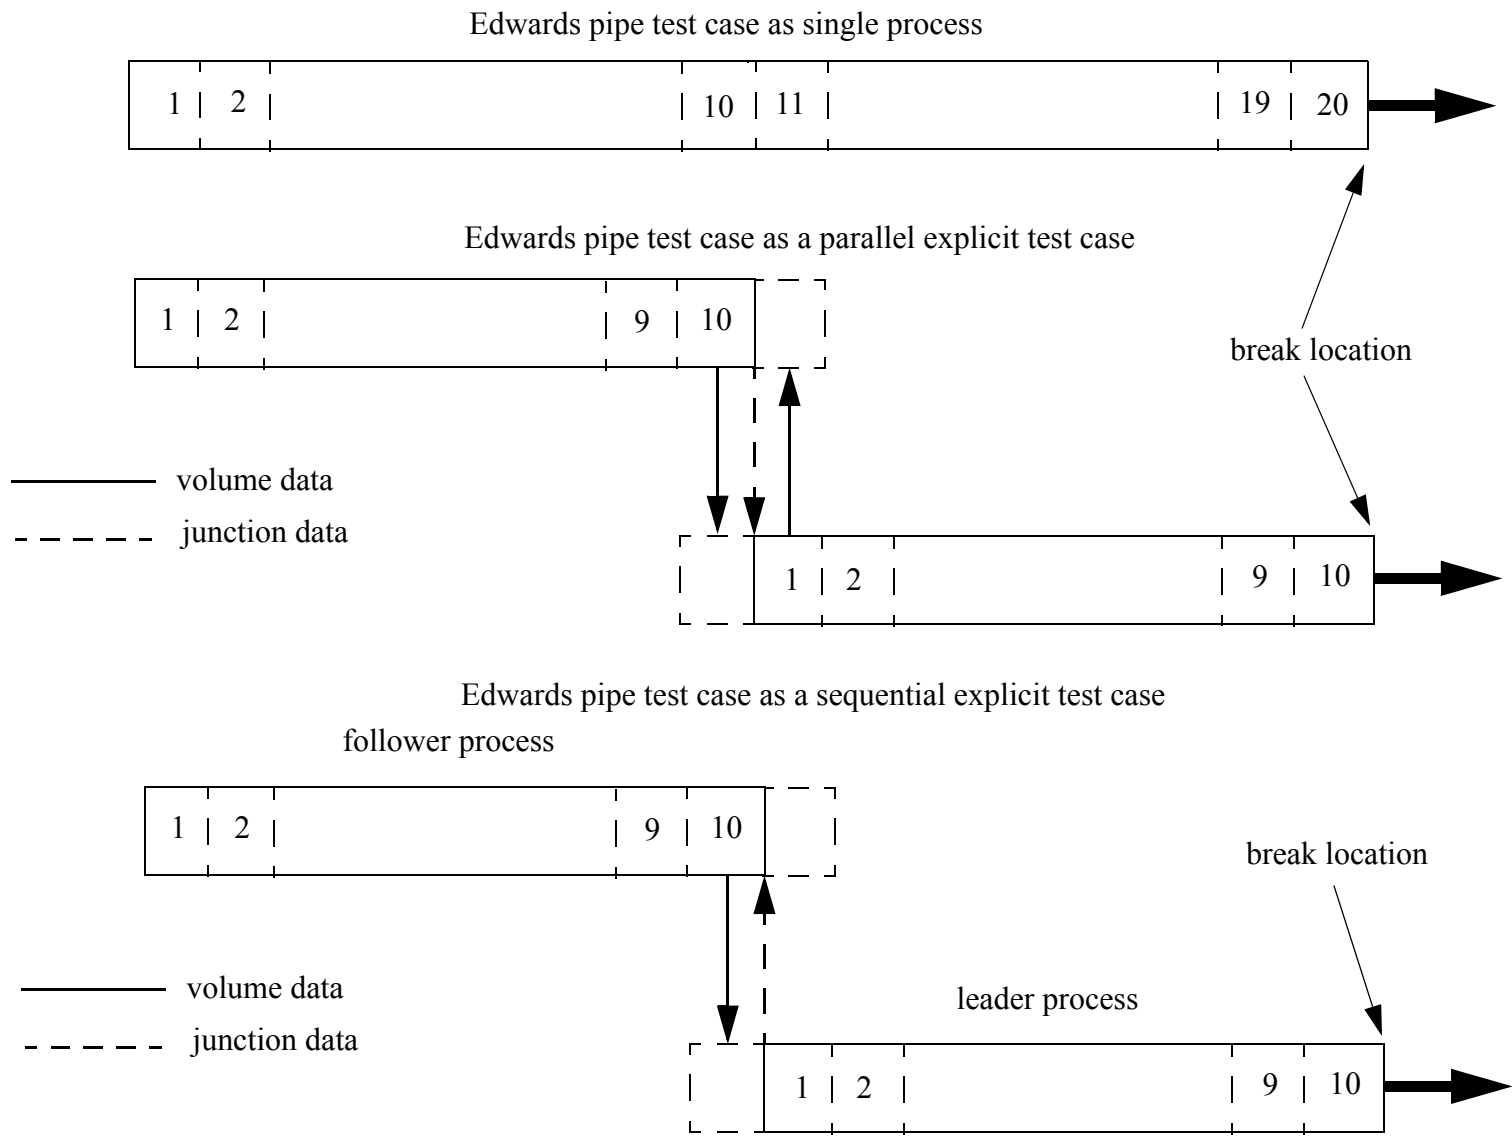 Edwards pipe test case as single process
1 2 10 11 19 20
Edwards pipe test case as a parallel explicit test case
1 2 9 10
break location
volume data
junction data
1 2 9 10
Edwards pipe test case as a sequential explicit test case
follower process
1 2 9 10
break location
volume data
leader process
junction data
1 2 9 10